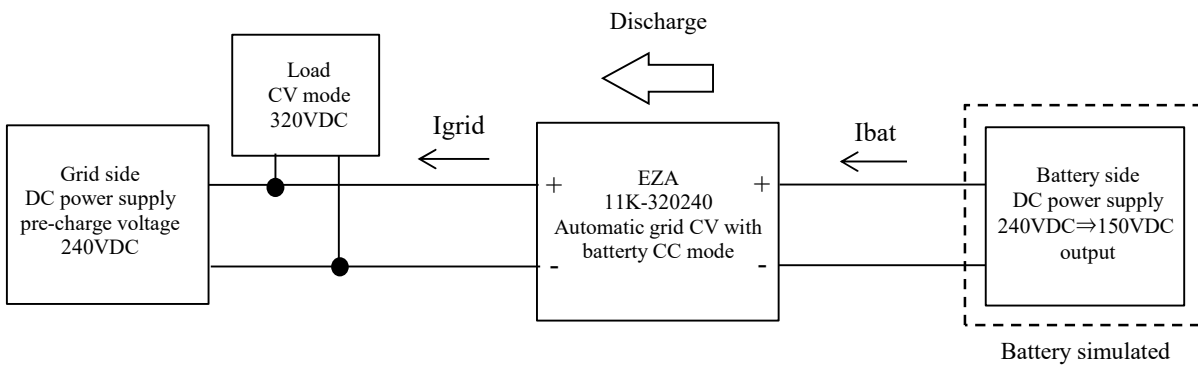 Discharge
Load
CV mode
320VDC
Igrid
Ibat
Grid side
DC power supply
pre-charge voltage
240VDC
+
-
EZA
11K-320240
Automatic grid CV with
batterty CC mode
+
-
Battery side
DC power supply
240VDC⇒150VDC
output
Battery simulated